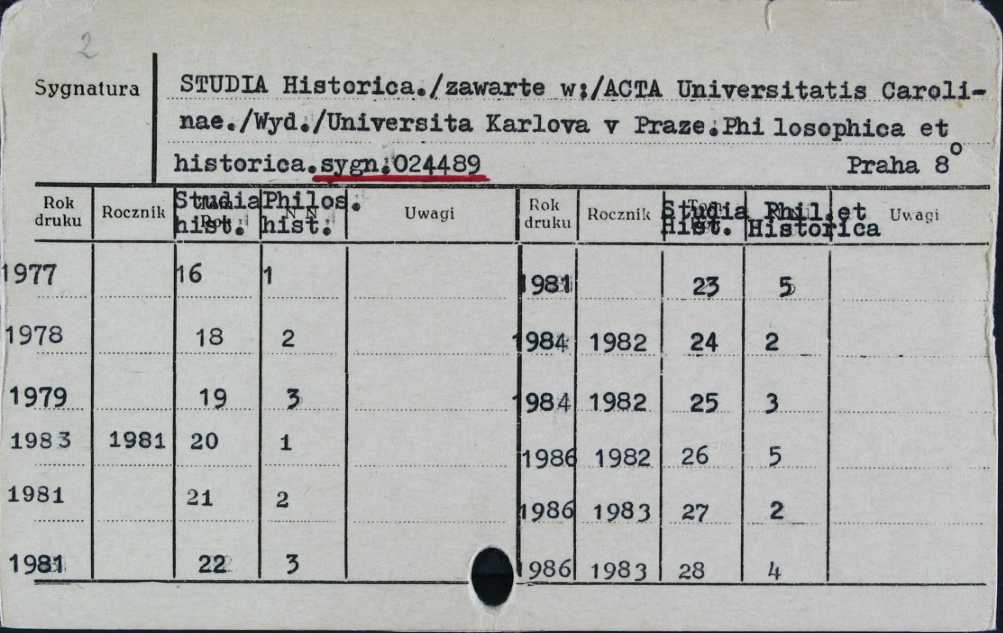 2
Sygnatura
STUDIA Historica./zawarte w:/ACTA Universitatis Caroli-
nae./Wyd./Universita Karlova v Praze.Philosophica et
historica.sygn.024489 Praha 8°
Rok druku Rocznik Studia hist. Philos. hist. Uwagi Rok druku Rocznik Studia Hist. Phil.et Historica Uwagi
1977 16 1 1981 23 5
1978 18 2 1984 1982 24 2
1979 19 3 1984 1982 25 3
1983 1981 20 1 1986 1982 26 5
1981 21 2 1986 1983 27 2
1981 22 3 986 1983 28 4